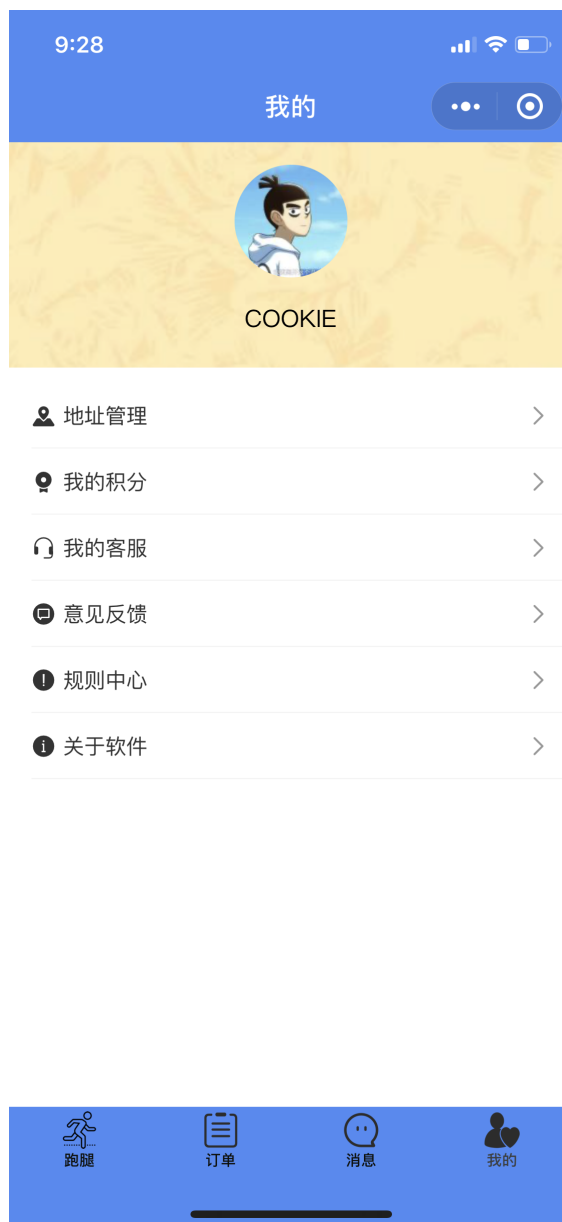 9:28
我的
COOKIE
地址管理
我的积分
我的客服
意见反馈
规则中心
关于软件
跑腿
订单
消息
我的